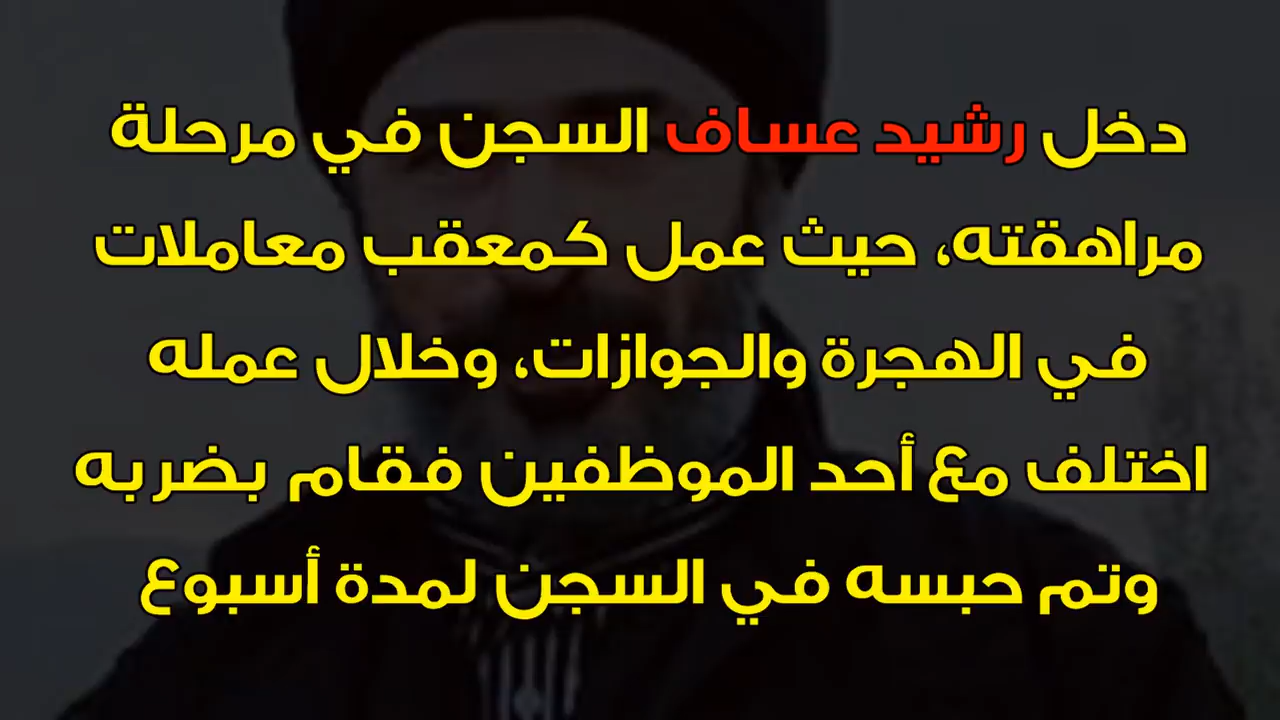 دخل رشيد عساف السجن في مرحلة
مراهقته، حيث عمل كمعقب معاملات
في الهجرة والجوازات، وخلال عمله
اختلف مع أحد الموظفين فقام بضربه
وتم حبسه في السجن لمدة أسبوع